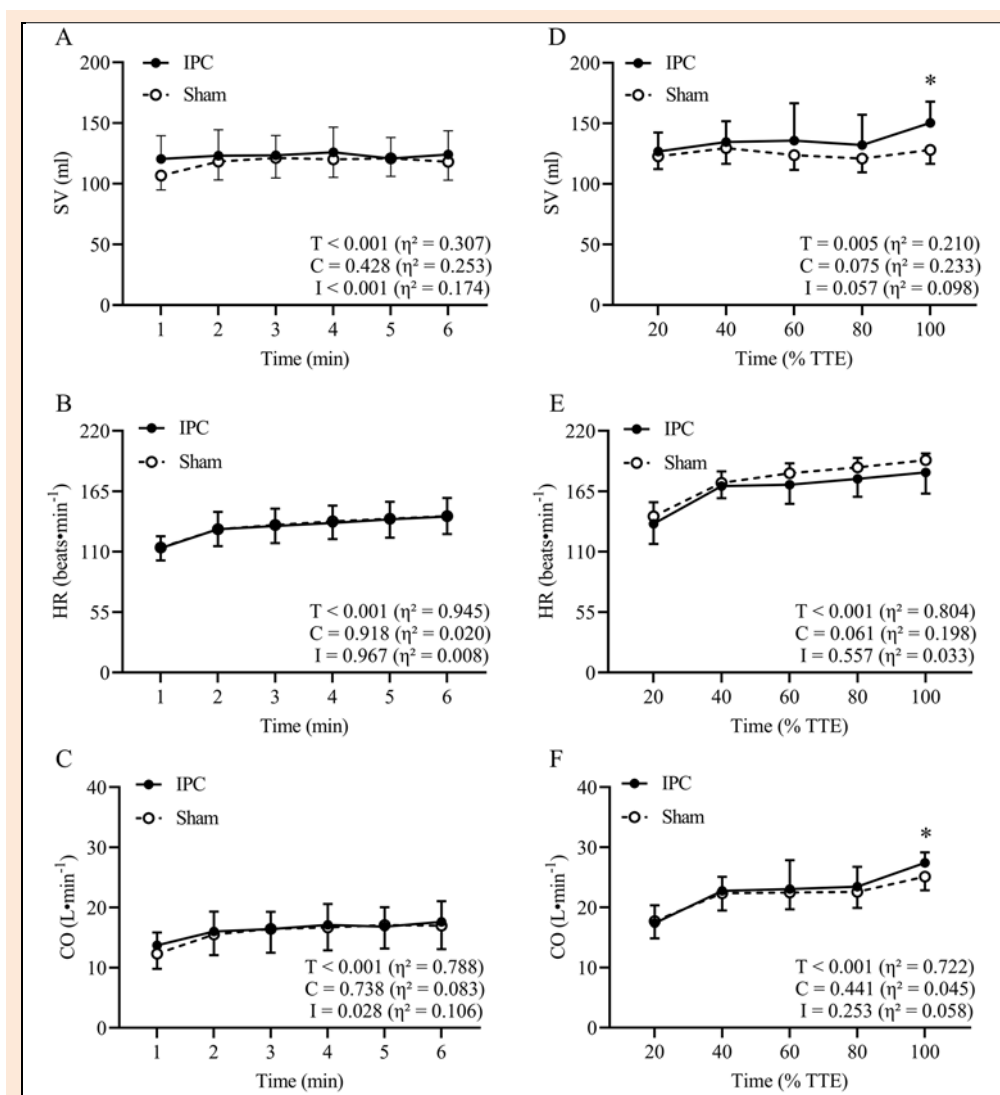 A
IPC
Sham
200
150
100
50
0
SV (ml)
T < 0.001 (η² = 0.307)
C = 0.428 (η² = 0.253)
I < 0.001 (η² = 0.174)
1 2 3 4 5 6
Time (min)
D
IPC
Sham
*
200
150
100
50
0
SV (ml)
T = 0.005 (η² = 0.210)
C = 0.075 (η² = 0.233)
I = 0.057 (η² = 0.098)
20 40 60 80 100
Time (% TTE)
B
IPC
Sham
220
165
110
55
0
HR (beats•min⁻¹)
T < 0.001 (η² = 0.945)
C = 0.918 (η² = 0.020)
I = 0.967 (η² = 0.008)
1 2 3 4 5 6
Time (min)
E
IPC
Sham
220
165
110
55
0
HR (beats•min⁻¹)
T < 0.001 (η² = 0.804)
C = 0.061 (η² = 0.198)
I = 0.557 (η² = 0.033)
20 40 60 80 100
Time (% TTE)
C
IPC
Sham
40
30
20
10
0
CO (L•min⁻¹)
T < 0.001 (η² = 0.788)
C = 0.738 (η² = 0.083)
I = 0.028 (η² = 0.106)
1 2 3 4 5 6
Time (min)
F
IPC
Sham
*
40
30
20
10
0
CO (L•min⁻¹)
T < 0.001 (η² = 0.722)
C = 0.441 (η² = 0.045)
I = 0.253 (η² = 0.058)
20 40 60 80 100
Time (% TTE)